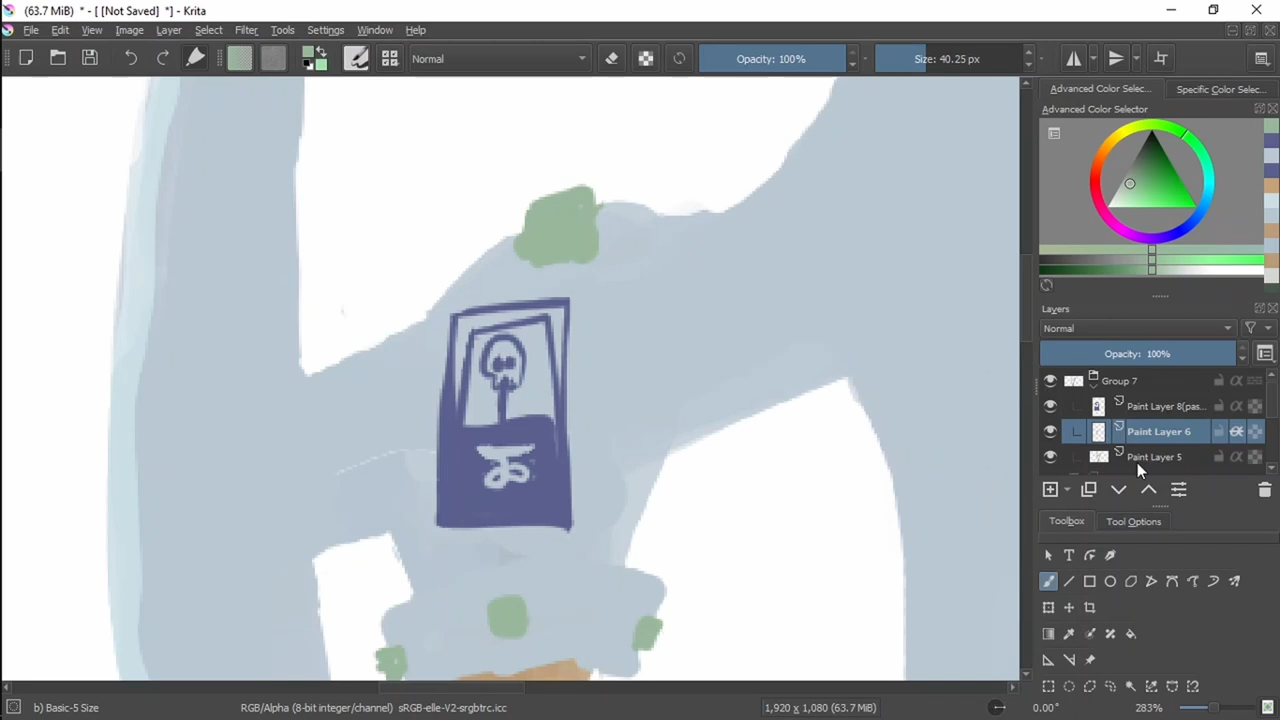 (63.7 MiB) * - [ [Not Saved] *] - Krita
File Edit View Image Layer Select Filter Tools Settings Window Help
Normal Opacity: 100% Size: 40.25 px
Advanced Color Selec... Specific Color Selec...
Advanced Color Selector
Layers
Normal
Opacity: 100%
Group 7
Paint Layer 8(pas...
Paint Layer 6
Paint Layer 5
Toolbox Tool Options
b) Basic-5 Size RGB/Alpha (8-bit integer/channel) sRGB-elle-V2-srgbtrc.icc 1,920 x 1,080 (63.7 MiB) 0.00° 283%